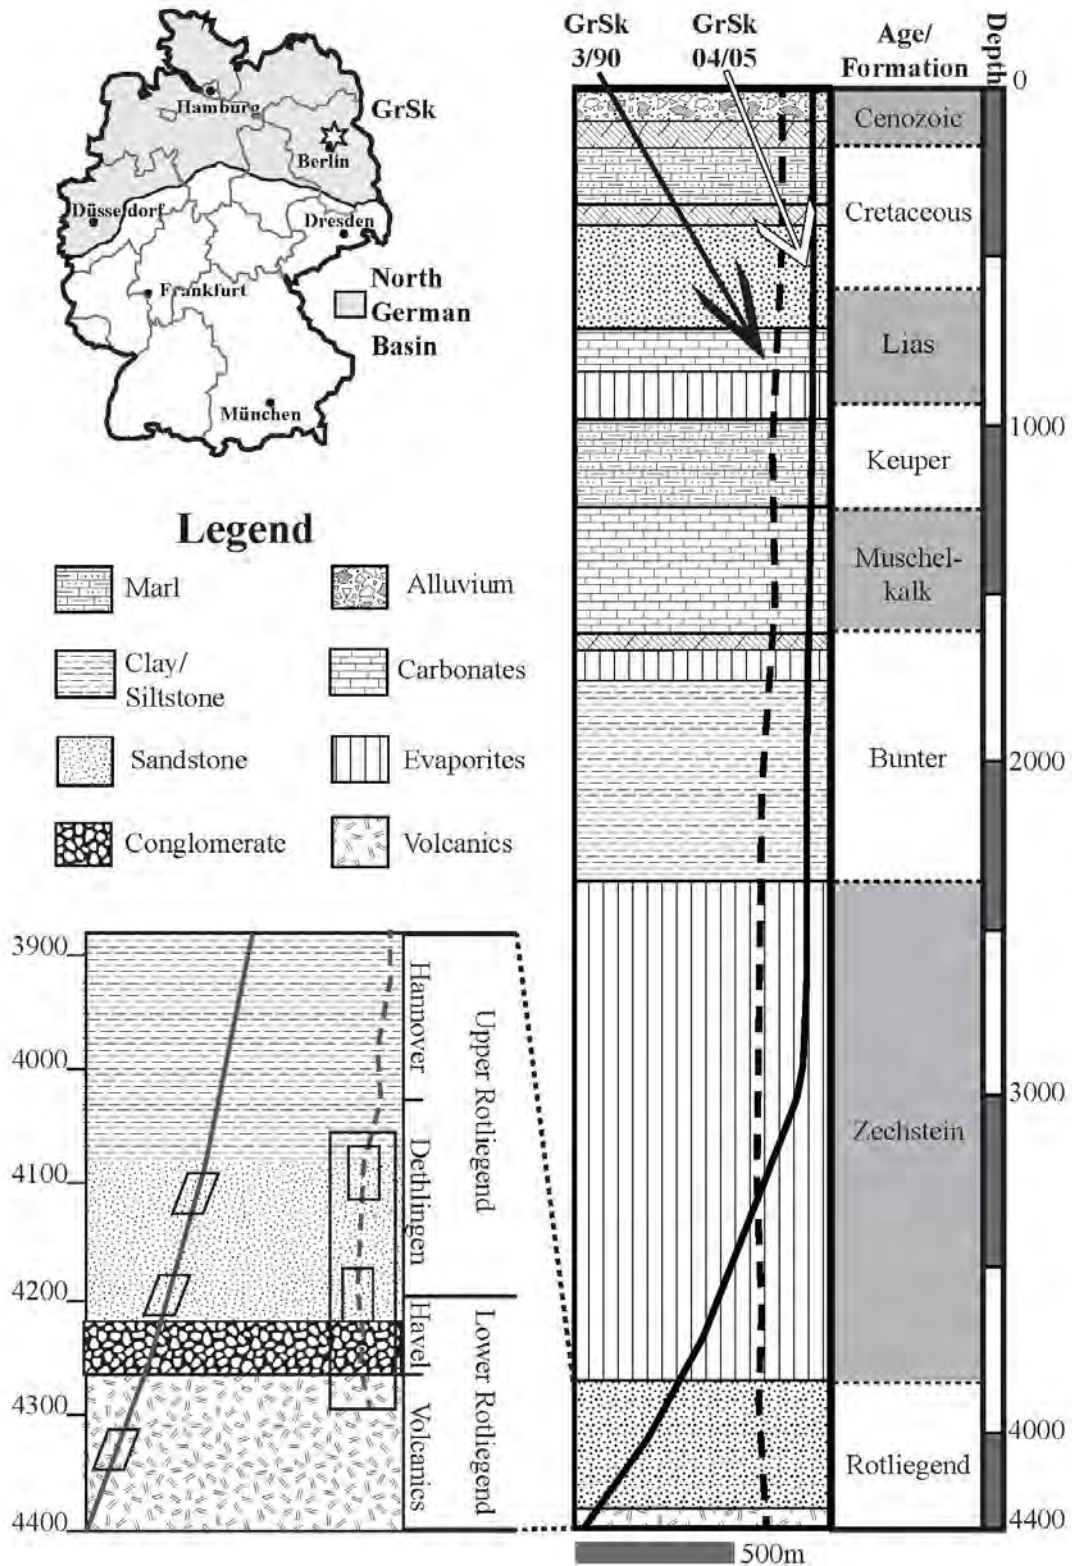 Hamburg
GrSk
Berlin
Düsseldorf
Dresden
Frankfurt
North
German
Basin
München
Legend
Marl
Alluvium
Clay/
Siltstone
Carbonates
Sandstone
Evaporites
Conglomerate
Volcanics
3900
4000
4100
4200
4300
4400
Hannover
Dethlingen
Havel
Volcanics
Upper Rotliegend
Lower Rotliegend
GrSk
3/90
GrSk
04/05
Age/
Formation
Depth
0
Cenozoic
Cretaceous
Lias
1000
Keuper
Muschel-
kalk
Bunter
2000
3000
Zechstein
4000
Rotliegend
4400
500m